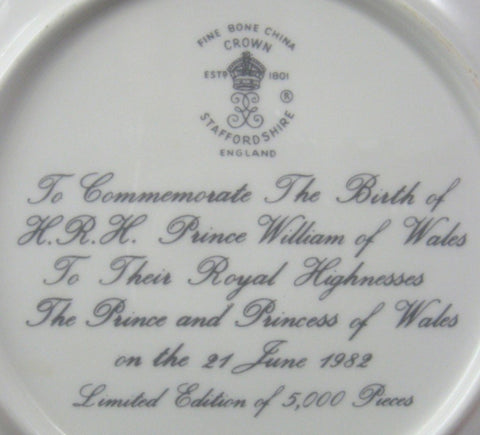 FINE BONE CHINA
CROWN
ESTD 1801
®
STAFFORDSHIRE
ENGLAND
To Commemorate The Birth of
H.R.H. Prince William of Wales
To Their Royal Highnesses
The Prince and Princess of Wales
on the 21 June 1982
Limited Edition of 5,000 Pieces